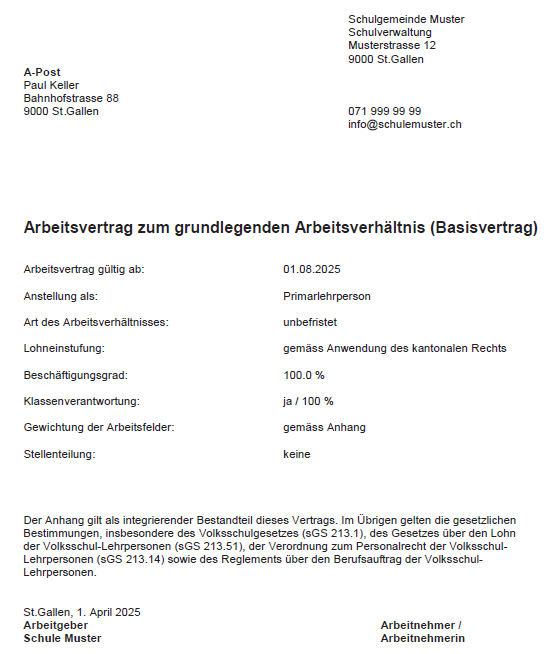 Schulgemeinde Muster
Schulverwaltung
Musterstrasse 12
9000 St.Gallen
A-Post
Paul Keller
Bahnhofstrasse 88
9000 St.Gallen
071 999 99 99
info@schulemuster.ch
Arbeitsvertrag zum grundlegenden Arbeitsverhältnis (Basisvertrag)
Arbeitsvertrag gültig ab: 01.08.2025
Anstellung als: Primarlehrperson
Art des Arbeitsverhältnisses: unbefristet
Lohneinstufung: gemäss Anwendung des kantonalen Rechts
Beschäftigungsgrad: 100.0 %
Klassenverantwortung: ja / 100 %
Gewichtung der Arbeitsfelder: gemäss Anhang
Stellenteilung: keine
Der Anhang gilt als integrierender Bestandteil dieses Vertrags. Im Übrigen gelten die gesetzlichen
Bestimmungen, insbesondere des Volksschulgesetzes (sGS 213.1), des Gesetzes über den Lohn
der Volksschul-Lehrpersonen (sGS 213.51), der Verordnung zum Personalrecht der Volksschul-
Lehrpersonen (sGS 213.14) sowie des Reglements über den Berufsauftrag der Volksschul-
Lehrpersonen.
St.Gallen, 1. April 2025
Arbeitgeber Arbeitnehmer /
Schule Muster Arbeitnehmerin